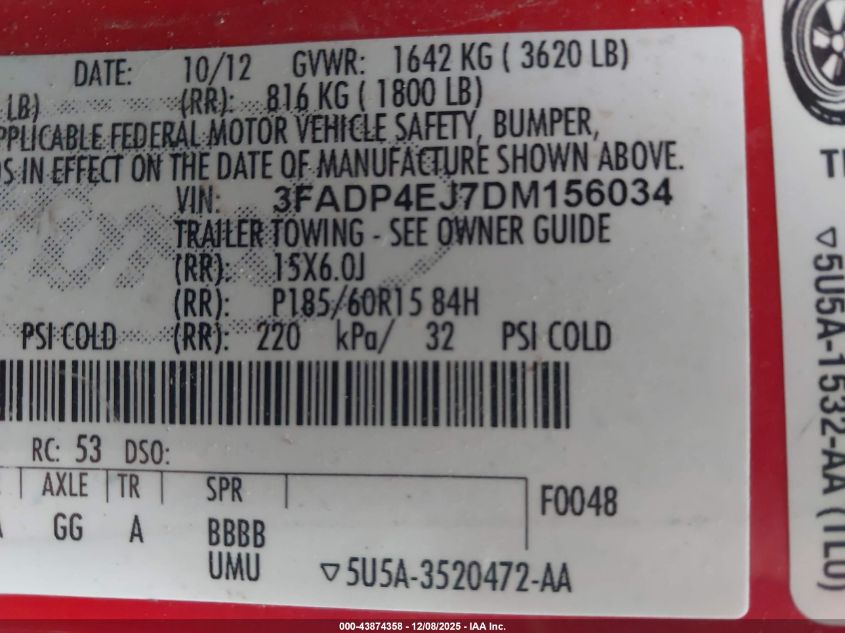 DATE: 10/12 GVWR: 1642 KG ( 3620 LB)
LB) (RR): 816 KG ( 1800 LB)
APPLICABLE FEDERAL MOTOR VEHICLE SAFETY, BUMPER,
IN EFFECT ON THE DATE OF MANUFACTURE SHOWN ABOVE.
VIN: 3FADP4EJ7DM156034
TRAILER TOWING - SEE OWNER GUIDE
(RR): 15X6.0J
(RR): P185/60R15 84H
PSI COLD (RR): 220 kPa/ 32 PSI COLD
RC: 53 DSO:
AXLE TR SPR
GG A BBBB
UMU
F0048
▽5U5A-3520472-AA
▽5U5A-1532-AA (TLU)
000-43874358 - 12/08/2025 - IAA Inc.